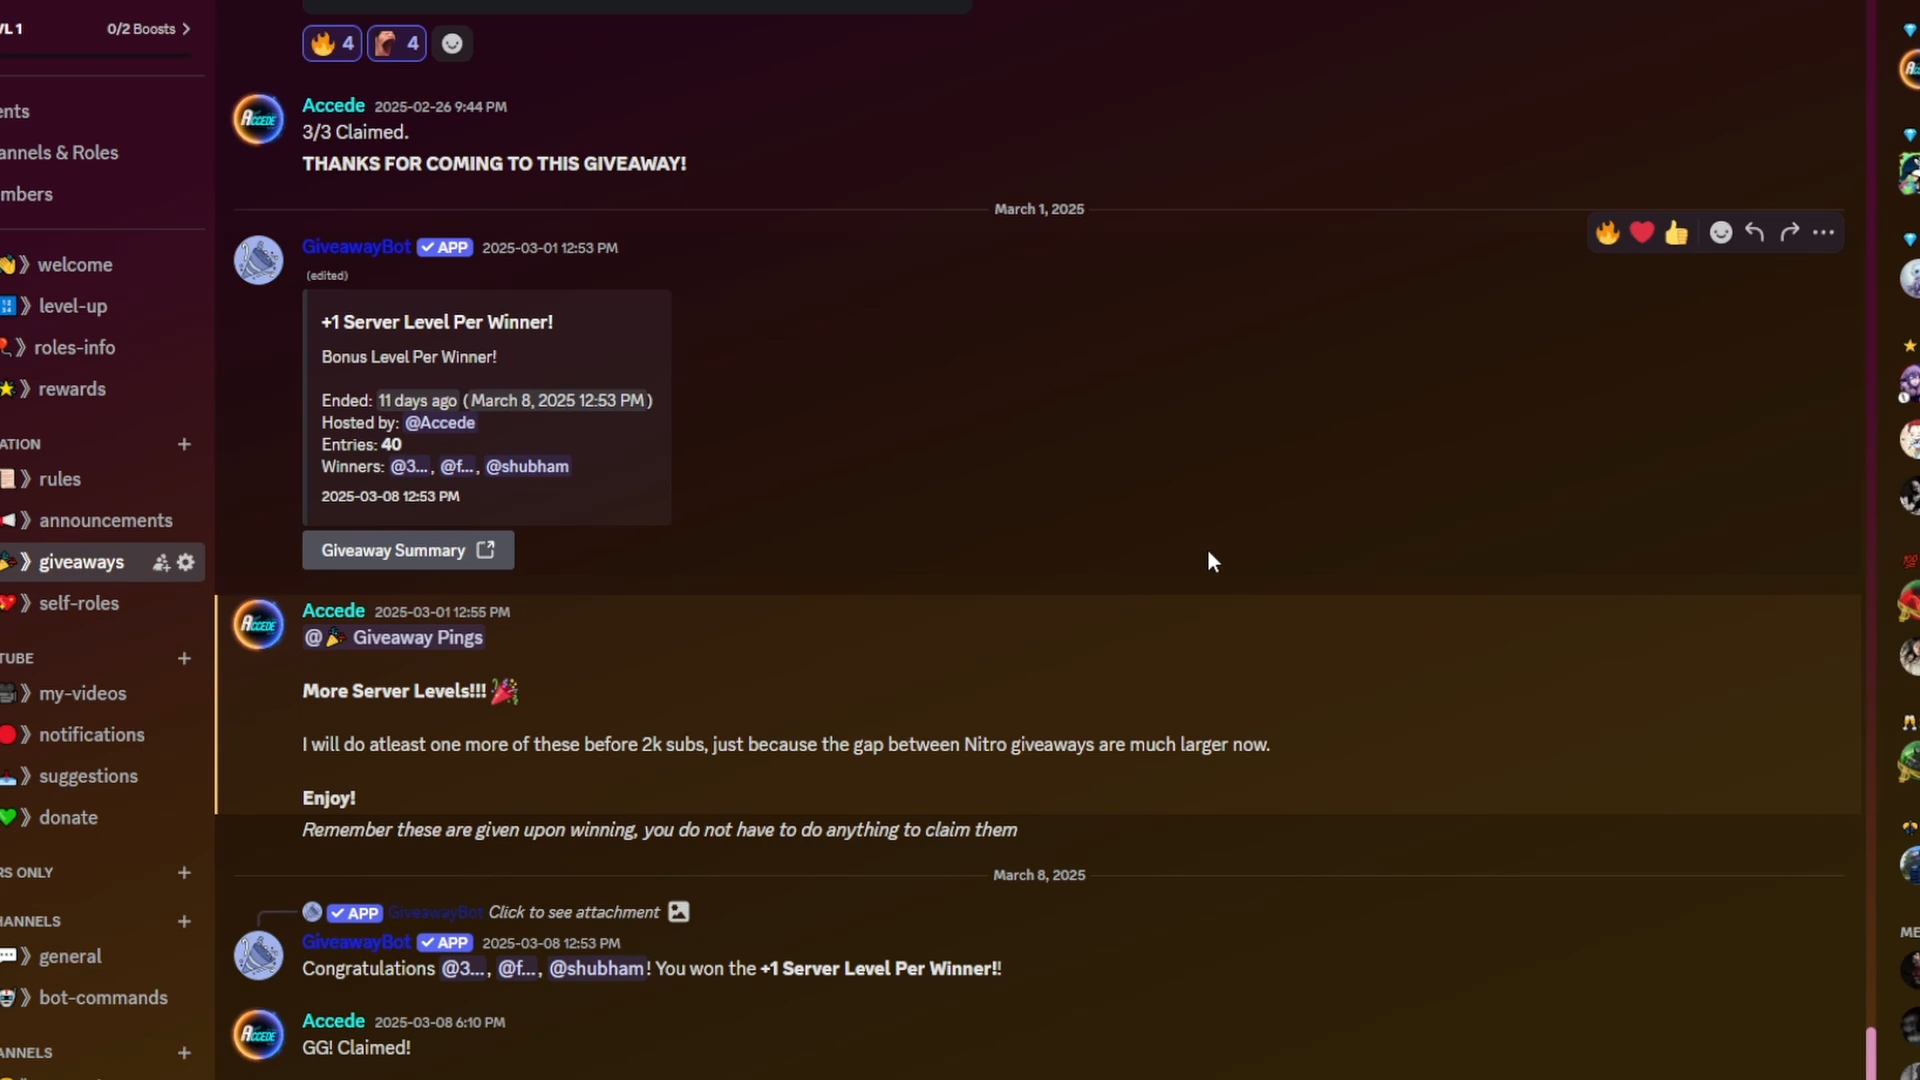 VL 1
0/2 Boosts
ents
annels & Roles
mbers
welcome
level-up
roles-info
rewards
ATION
rules
announcements
giveaways
self-roles
TUBE
my-videos
notifications
suggestions
donate
RS ONLY
HANNELS
general
bot-commands
ANNELS
4 4
Accede 2025-02-26 9:44 PM
3/3 Claimed.
THANKS FOR COMING TO THIS GIVEAWAY!
March 1, 2025
GiveawayBot APP 2025-03-01 12:53 PM
(edited)
+1 Server Level Per Winner!
Bonus Level Per Winner!
Ended: 11 days ago (March 8, 2025 12:53 PM)
Hosted by: @Accede
Entries: 40
Winners: @3..., @f..., @shubham
2025-03-08 12:53 PM
Giveaway Summary
Accede 2025-03-01 12:55 PM
@🎉 Giveaway Pings
More Server Levels!!! 🎉
I will do atleast one more of these before 2k subs, just because the gap between Nitro giveaways are much larger now.
Enjoy!
Remember these are given upon winning, you do not have to do anything to claim them
March 8, 2025
APP GiveawayBot Click to see attachment
GiveawayBot APP 2025-03-08 12:53 PM
Congratulations @3..., @f..., @shubham! You won the +1 Server Level Per Winner!!
Accede 2025-03-08 6:10 PM
GG! Claimed!
ME